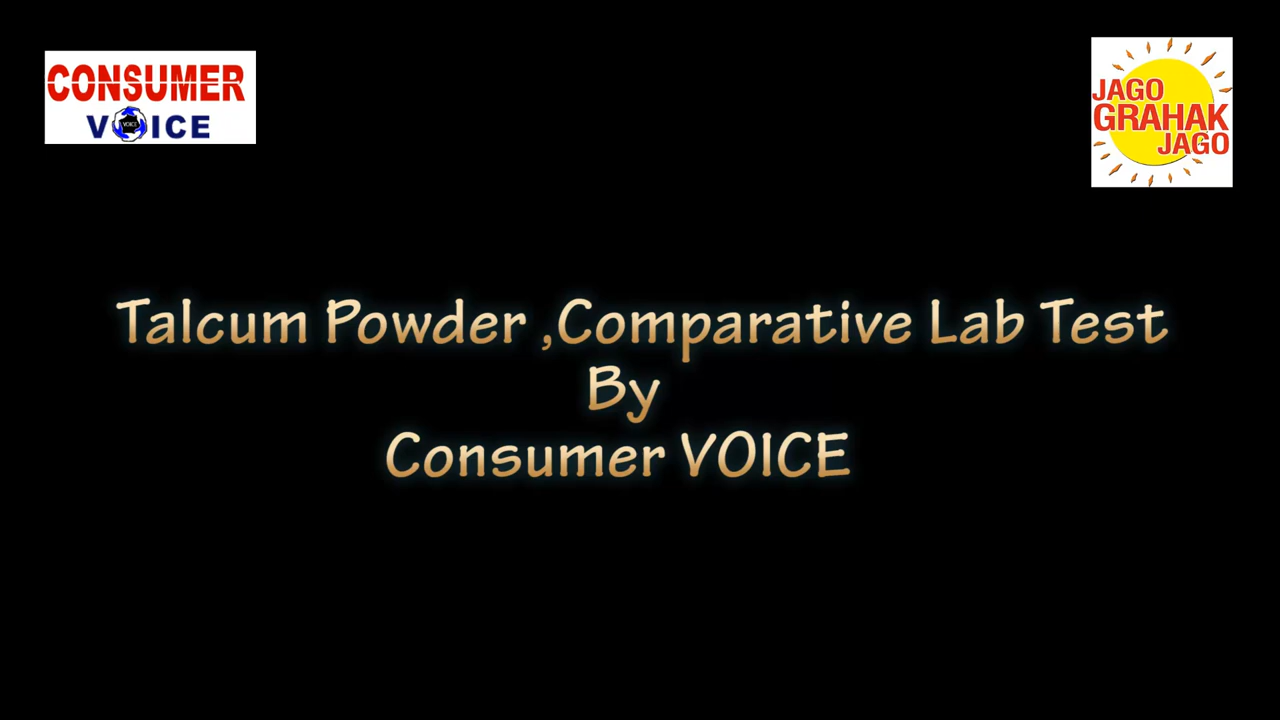 CONSUMER
VOICE
JAGO
GRAHAK
JAGO
Talcum Powder ,Comparative Lab Test
By
Consumer VOICE